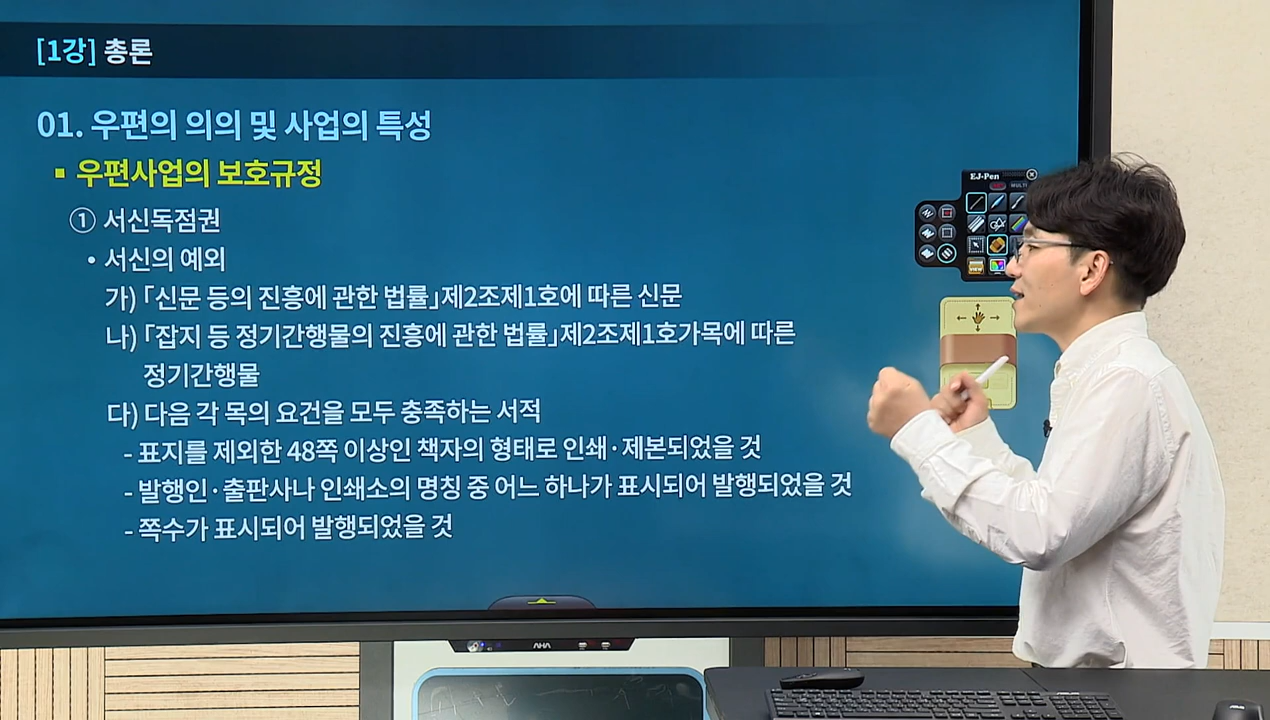 [1강] 총론
01. 우편의 의의 및 사업의 특성
▪ 우편사업의 보호규정
① 서신독점권
• 서신의 예외
가) 「신문 등의 진흥에 관한 법률」제2조제1호에 따른 신문
나) 「잡지 등 정기간행물의 진흥에 관한 법률」제2조제1호가목에 따른
정기간행물
다) 다음 각 목의 요건을 모두 충족하는 서적
- 표지를 제외한 48쪽 이상인 책자의 형태로 인쇄·제본되었을 것
- 발행인·출판사나 인쇄소의 명칭 중 어느 하나가 표시되어 발행되었을 것
- 쪽수가 표시되어 발행되었을 것
EJ-Pen
MULTI
VIEW
AHA